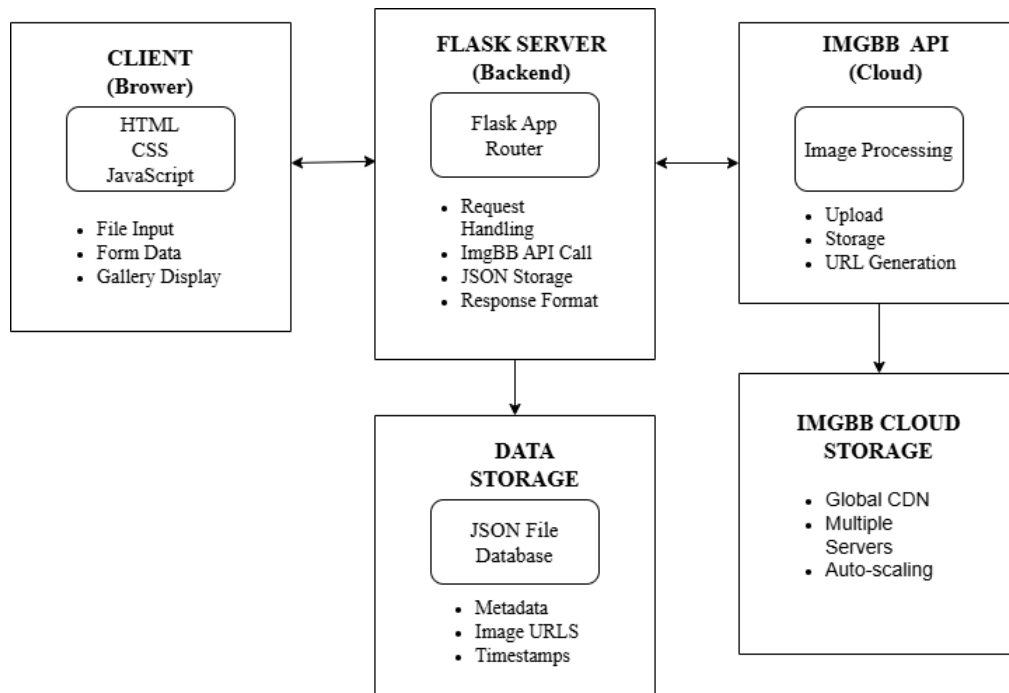 CLIENT
(Brower)
HTML
CSS
JavaScript
• File Input
• Form Data
• Gallery Display
FLASK SERVER
(Backend)
Flask App
Router
• Request
Handling
• ImgBB API Call
• JSON Storage
• Response Format
IMGBB API
(Cloud)
Image Processing
• Upload
• Storage
• URL Generation
DATA
STORAGE
JSON File
Database
• Metadata
• Image URLS
• Timestamps
IMGBB CLOUD
STORAGE
• Global CDN
• Multiple
Servers
• Auto-scaling